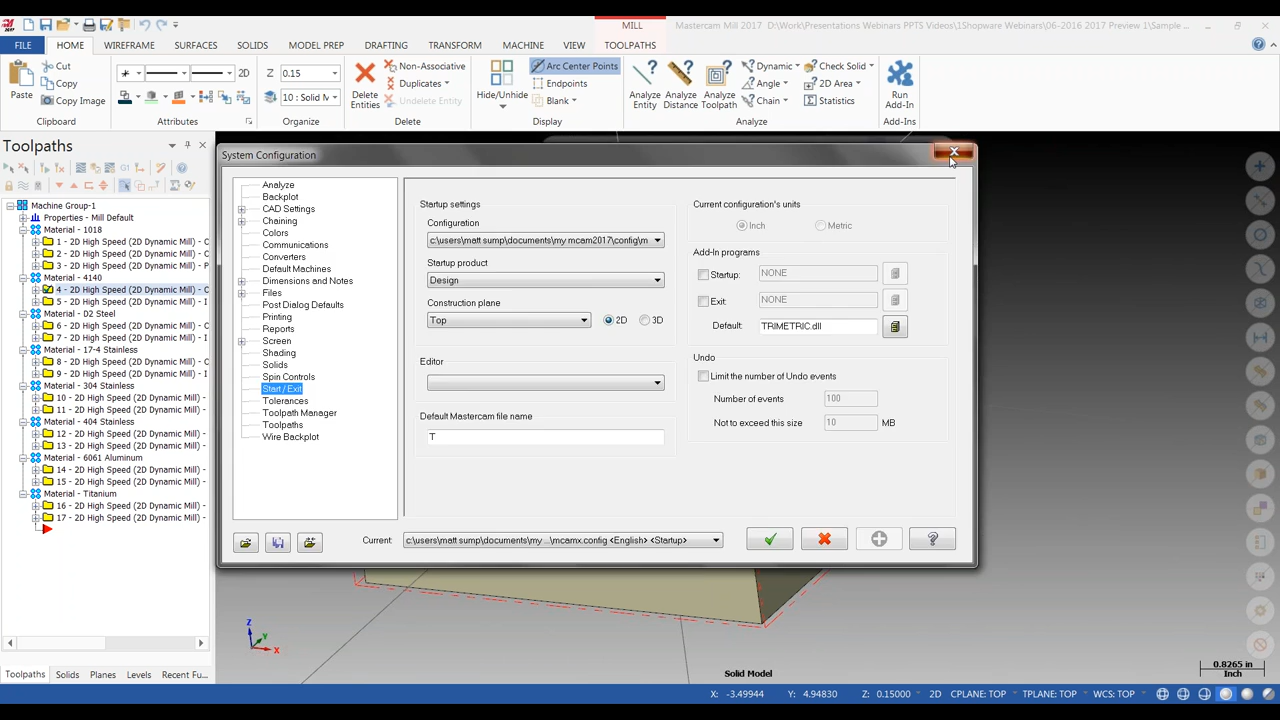 MILL
Mastercam Mill 2017 D:\Work\Presentations Webinars PPTS Videos\1Shopware Webinars\06-2016 2017 Preview 1\Sample ...
FILE HOME WIREFRAME SURFACES SOLIDS MODEL PREP DRAFTING TRANSFORM MACHINE VIEW TOOLPATHS
Paste
Cut
Copy
Copy Image
Clipboard
2D
Attributes
Z 0.15
10 : Solid M
Organize
Delete
Entities
Non-Associative
Duplicates
Undelete Entity
Delete
Hide/Unhide
Arc Center Points
Endpoints
Blank
Display
Analyze
Entity
Analyze
Distance
Analyze
Toolpath
Dynamic
Angle
Chain
Check Solid
2D Area
Statistics
Analyze
Run
Add-In
Add-Ins
Toolpaths
G1
Machine Group-1
Properties - Mill Default
Material - 1018
1 - 2D High Speed (2D Dynamic Mill) - C
2 - 2D High Speed (2D Dynamic Mill) - C
3 - 2D High Speed (2D Dynamic Mill) - P
Material - 4140
4 - 2D High Speed (2D Dynamic Mill) - C
5 - 2D High Speed (2D Dynamic Mill) - I
Material - D2 Steel
6 - 2D High Speed (2D Dynamic Mill) - C
7 - 2D High Speed (2D Dynamic Mill) - I
Material - 17-4 Stainless
8 - 2D High Speed (2D Dynamic Mill) - C
9 - 2D High Speed (2D Dynamic Mill) - I
Material - 304 Stainless
10 - 2D High Speed (2D Dynamic Mill) -
11 - 2D High Speed (2D Dynamic Mill) -
Material - 404 Stainless
12 - 2D High Speed (2D Dynamic Mill) -
13 - 2D High Speed (2D Dynamic Mill) -
Material - 6061 Aluminum
14 - 2D High Speed (2D Dynamic Mill) -
15 - 2D High Speed (2D Dynamic Mill) -
Material - Titanium
16 - 2D High Speed (2D Dynamic Mill) -
17 - 2D High Speed (2D Dynamic Mill) -
Toolpaths Solids Planes Levels Recent Fu...
System Configuration
Analyze
Backplot
CAD Settings
Chaining
Colors
Communications
Converters
Default Machines
Dimensions and Notes
Files
Post Dialog Defaults
Printing
Reports
Screen
Shading
Solids
Spin Controls
Start / Exit
Tolerances
Toolpath Manager
Toolpaths
Wire Backplot
Startup settings
Configuration
c:\users\matt sump\documents\my mcam2017\config\m
Startup product
Design
Construction plane
Top
2D 3D
Editor
Default Mastercam file name
T
Current configuration's units
Inch Metric
Add-In programs
Startup: NONE
Exit: NONE
Default: TRIMETRIC.dll
Undo
Limit the number of Undo events
Number of events 100
Not to exceed this size 10 MB
Current: c:\users\matt sump\documents\my ...\mcamx.config <English> <Startup>
Z
Y
X
Solid Model
0.8265 in
Inch
X: -3.49944 Y: 4.94830 Z: 0.15000 2D CPLANE: TOP TPLANE: TOP WCS: TOP